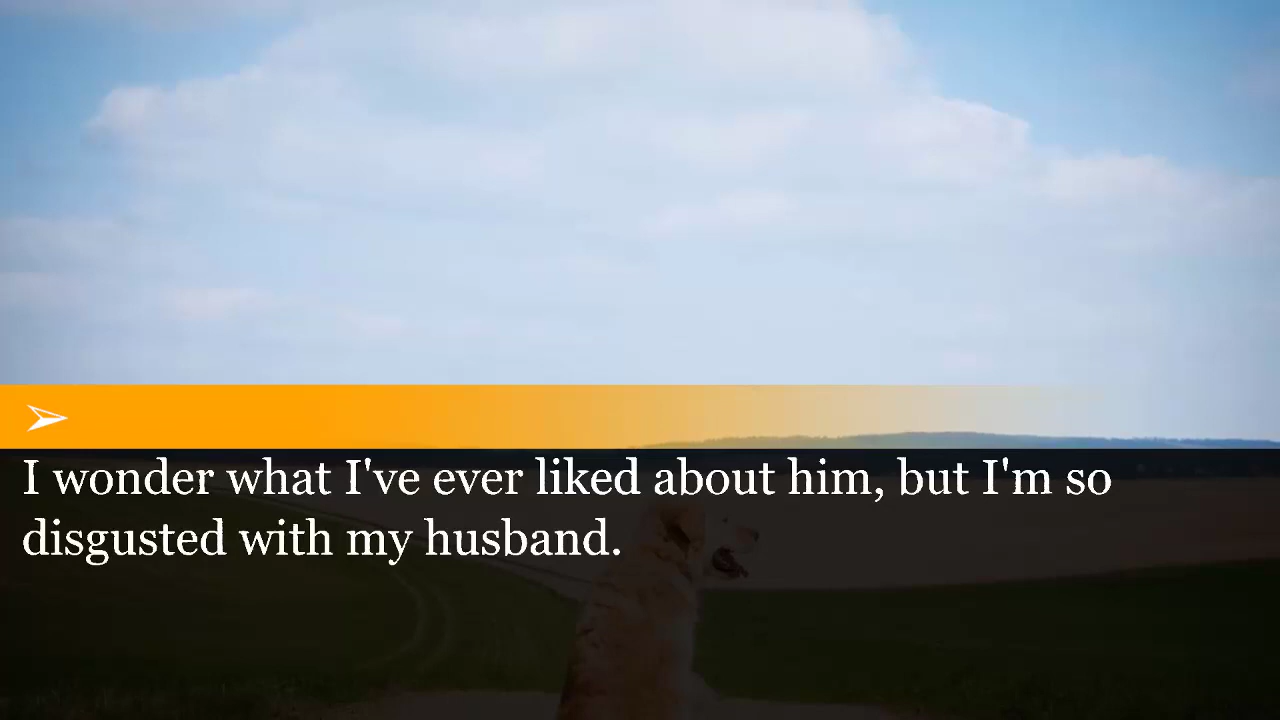 I wonder what I've ever liked about him, but I'm so
disgusted with my husband.